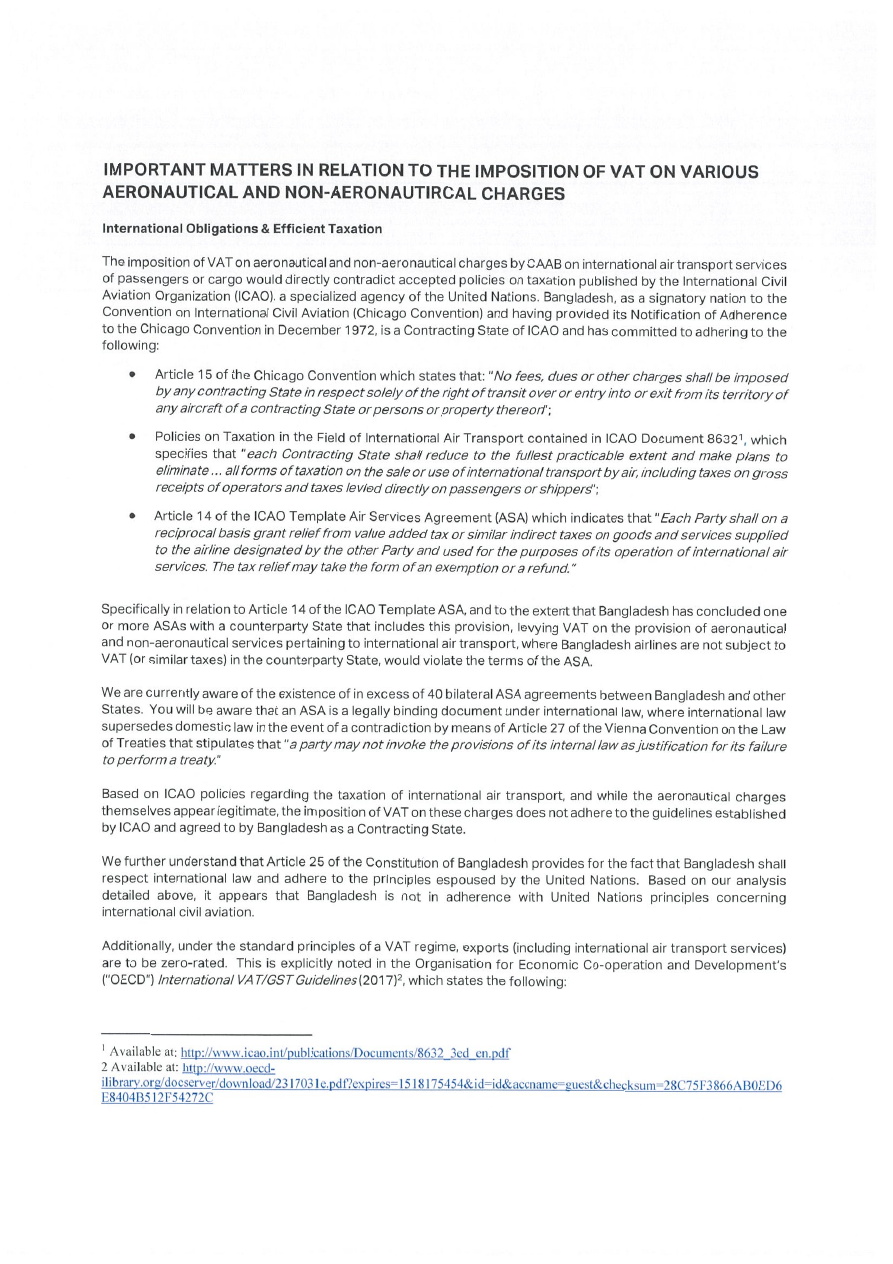 IMPORTANT MATTERS IN RELATION TO THE IMPOSITION OF VAT ON VARIOUS
AERONAUTICAL AND NON-AERONAUTIRCAL CHARGES
International Obligations & Efficient Taxation
The imposition of VAT on aeronautical and non-aeronautical charges by CAAB on international air transport services
of passengers or cargo would directly contradict accepted policies on taxation published by the International Civil
Aviation Organization (ICAO), a specialized agency of the United Nations. Bangladesh, as a signatory nation to the
Convention on International Civil Aviation (Chicago Convention) and having provided its Notification of Adherence
to the Chicago Convention in December 1972, is a Contracting State of ICAO and has committed to adhering to the
following:
• Article 15 of the Chicago Convention which states that: "No fees, dues or other charges shall be imposed
by any contracting State in respect solely of the right of transit over or entry into or exit from its territory of
any aircraft of a contracting State or persons or property thereon";
• Policies on Taxation in the Field of International Air Transport contained in ICAO Document 8632¹, which
specifies that "each Contracting State shall reduce to the fullest practicable extent and make plans to
eliminate ... all forms of taxation on the sale or use of international transport by air, including taxes on gross
receipts of operators and taxes levied directly on passengers or shippers";
• Article 14 of the ICAO Template Air Services Agreement (ASA) which indicates that "Each Party shall on a
reciprocal basis grant relief from value added tax or similar indirect taxes on goods and services supplied
to the airline designated by the other Party and used for the purposes of its operation of international air
services. The tax relief may take the form of an exemption or a refund."
Specifically in relation to Article 14 of the ICAO Template ASA, and to the extent that Bangladesh has concluded one
or more ASAs with a counterparty State that includes this provision, levying VAT on the provision of aeronautical
and non-aeronautical services pertaining to international air transport, where Bangladesh airlines are not subject to
VAT (or similar taxes) in the counterparty State, would violate the terms of the ASA.
We are currently aware of the existence of in excess of 40 bilateral ASA agreements between Bangladesh and other
States. You will be aware that an ASA is a legally binding document under international law, where international law
supersedes domestic law in the event of a contradiction by means of Article 27 of the Vienna Convention on the Law
of Treaties that stipulates that "a party may not invoke the provisions of its internal law as justification for its failure
to perform a treaty."
Based on ICAO policies regarding the taxation of international air transport, and while the aeronautical charges
themselves appear legitimate, the imposition of VAT on these charges does not adhere to the guidelines established
by ICAO and agreed to by Bangladesh as a Contracting State.
We further understand that Article 25 of the Constitution of Bangladesh provides for the fact that Bangladesh shall
respect international law and adhere to the principles espoused by the United Nations. Based on our analysis
detailed above, it appears that Bangladesh is not in adherence with United Nations principles concerning
international civil aviation.
Additionally, under the standard principles of a VAT regime, exports (including international air transport services)
are to be zero-rated. This is explicitly noted in the Organisation for Economic Co-operation and Development's
("OECD") International VAT/GST Guidelines (2017)², which states the following:
¹ Available at: http://www.icao.int/publications/Documents/8632_3ed_en.pdf
2 Available at: http://www.oecd-
ilibrary.org/docserver/download/2317031e.pdf?expires=1518175454&id=id&accname=guest&checksum=28C75F3866AB0ED6
E8404B512F54272C